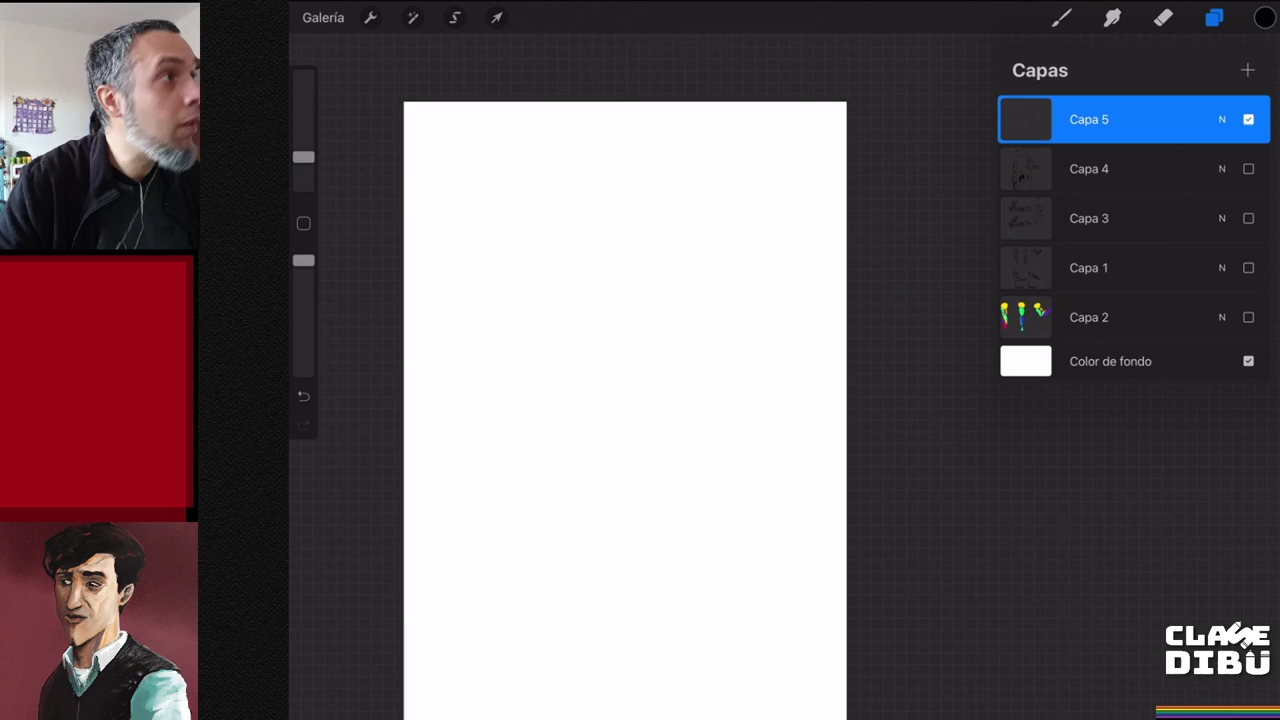 Galería
Capas
Capa 5 N
Capa 4 N
Capa 3 N
Capa 1 N
Capa 2 N
Color de fondo
CLASE
DIBU